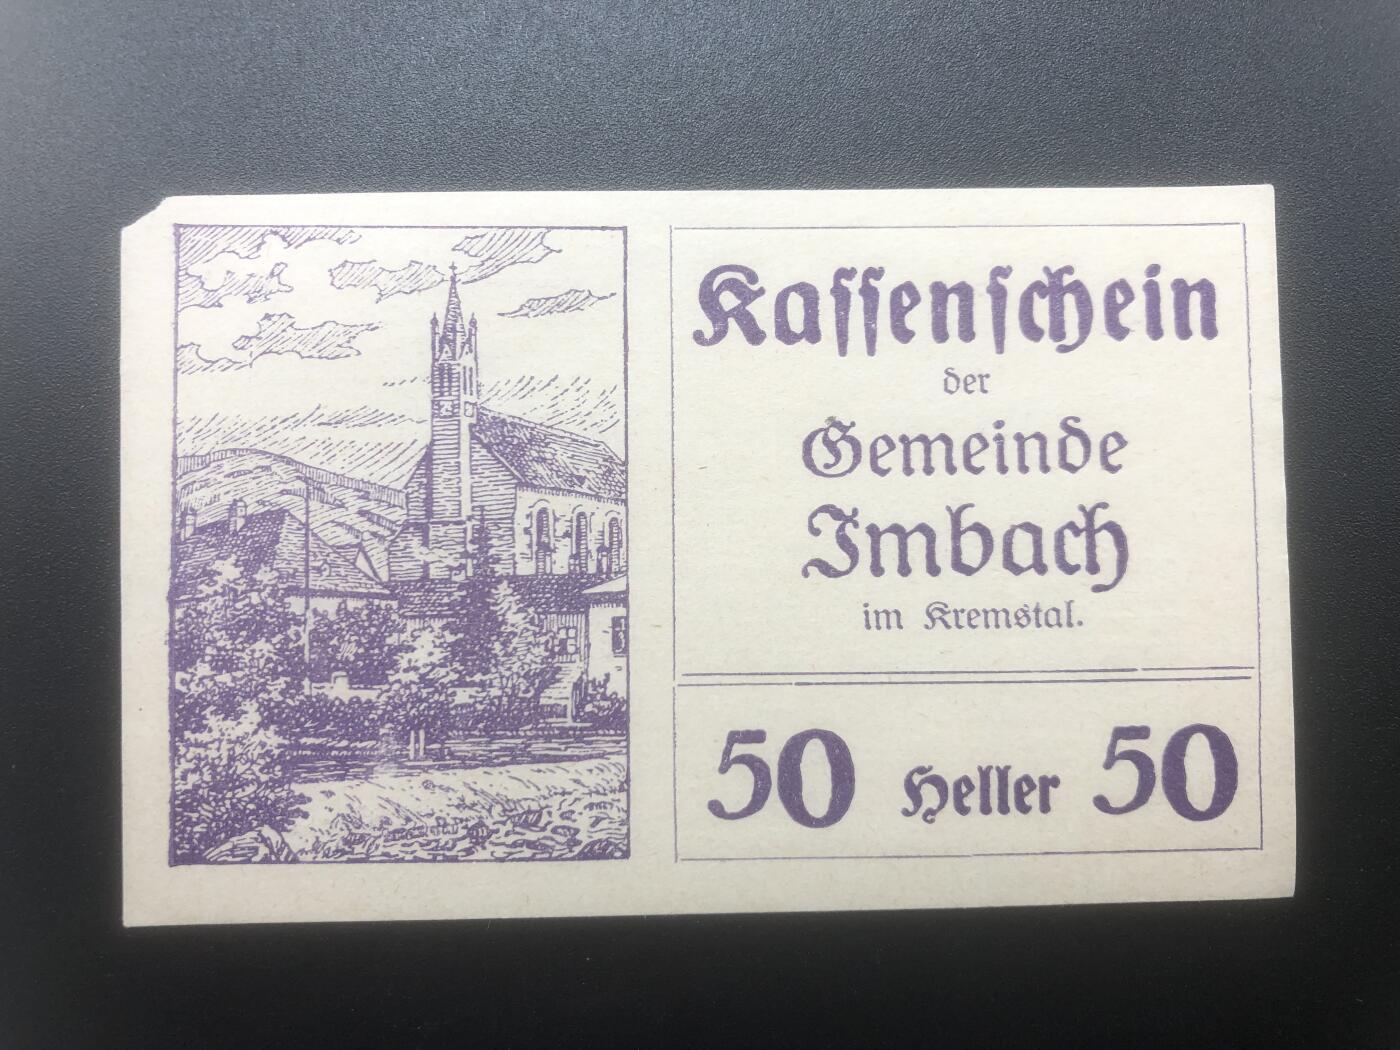 Kassenschein
der
Gemeinde
Imbach
im Kremstal.
50 Heller 50